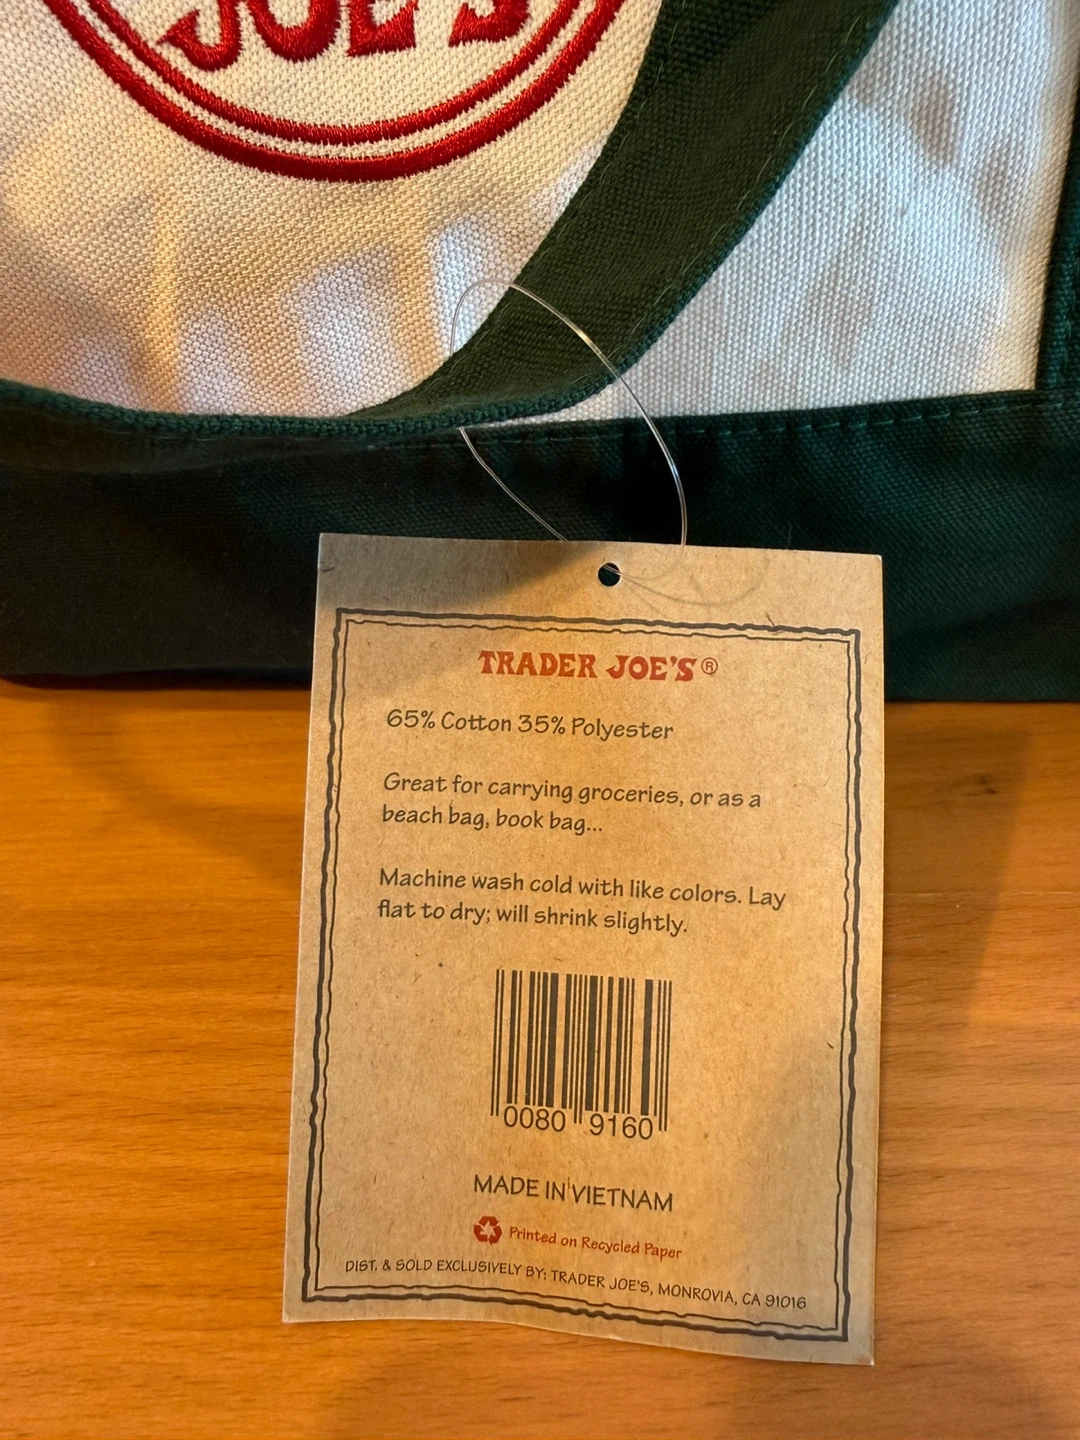 JOE'S
TRADER JOE'S®
65% Cotton 35% Polyester
Great for carrying groceries, or as a
beach bag, book bag...
Machine wash cold with like colors. Lay
flat to dry; will shrink slightly.
0080 9160
MADE IN VIETNAM
Printed on Recycled Paper
DIST. & SOLD EXCLUSIVELY BY: TRADER JOE'S, MONROVIA, CA 91016